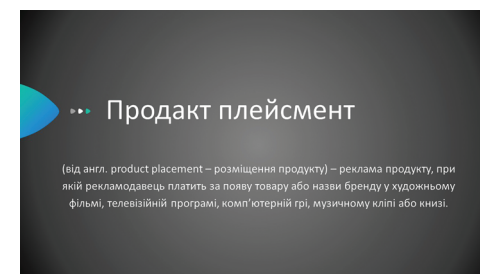 Продакт плейсмент
(від англ. product placement – розміщення продукту) – реклама продукту, при
якій рекламодавець платить за появу товару або назви бренду у художньому
фільмі, телевізійній програмі, комп’ютерній грі, музичному кліпі або книзі.